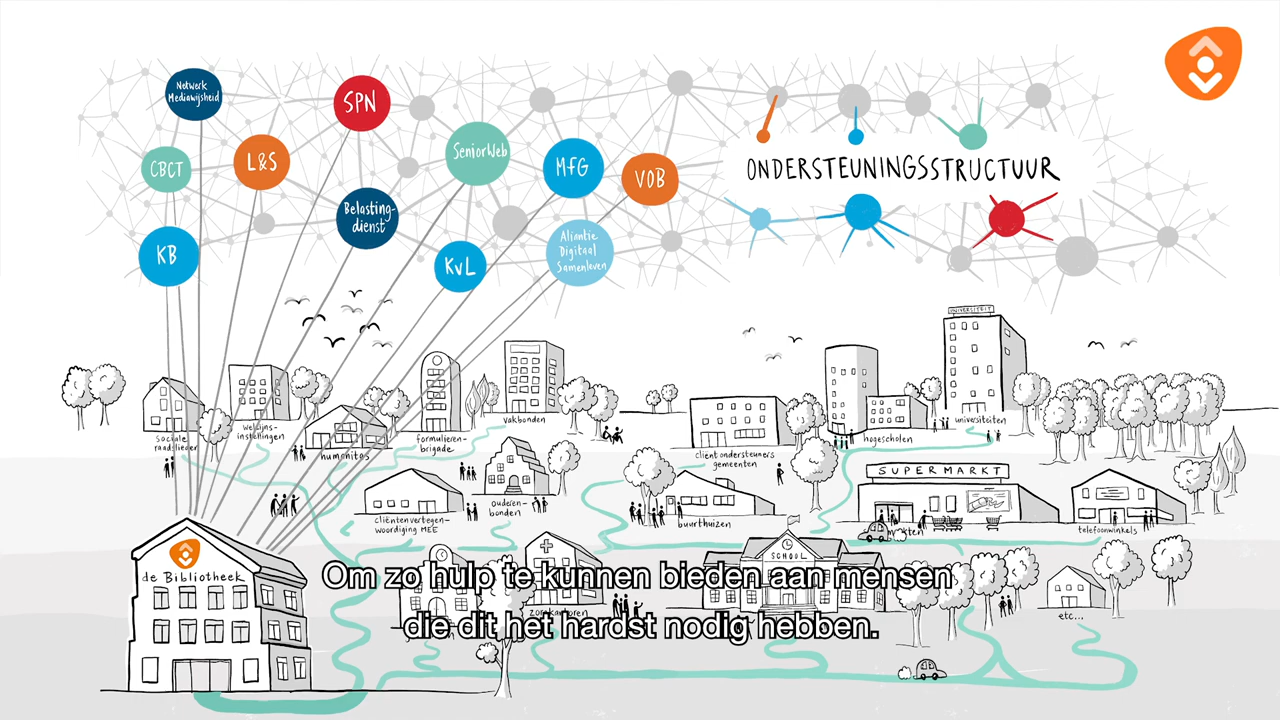 Netwerk
Mediawijsheid
SPN
CBCT
L&S
SeniorWeb
MfG
VOB
ONDERSTEUNINGSSTRUCTUUR
Belasting-
dienst
KB
KvL
Aliantie
Digitaal
Samenleven
UNIVERSITEIT
sociale
raadslieden
welzijns-
instellingen
humanitas
formulieren-
brigade
vakbonden
cliëntondersteuners
gemeenten
hogescholen
universiteiten
SUPERMARKT
cliëntenvertegen-
woordiging MEE
ouderen-
bonden
buurthuizen
telefoonwinkels
SCHOOL
de Bibliotheek
etc...
Om zo hulp te kunnen bieden aan mensen
die dit het hardst nodig hebben.